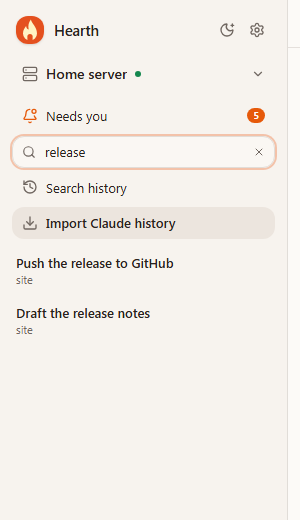 Hearth
Home server
Needs you 5
release
Search history
Import Claude history
Push the release to GitHub
site
Draft the release notes
site